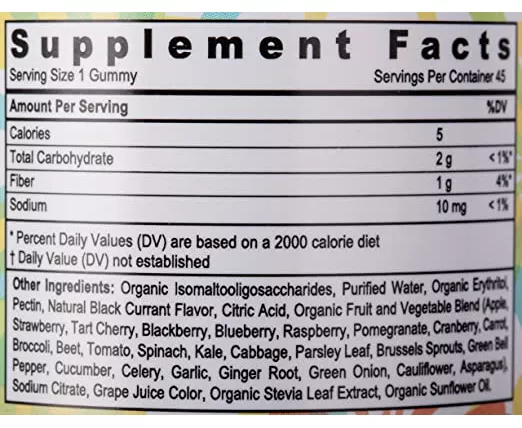 Supplement Facts
Serving Size 1 Gummy Servings Per Container 45
Amount Per Serving %DV
Calories 5
Total Carbohydrate 2 g <1%*
Fiber 1 g 4%*
Sodium 10 mg <1%
* Percent Daily Values (DV) are based on a 2000 calorie diet
† Daily Value (DV) not established
Other Ingredients: Organic Isomaltooligosaccharides, Purified Water, Organic Erythritol,
Pectin, Natural Black Currant Flavor, Citric Acid, Organic Fruit and Vegetable Blend (Apple,
Strawberry, Tart Cherry, Blackberry, Blueberry, Raspberry, Pomegranate, Cranberry, Carrot,
Broccoli, Beet, Tomato, Spinach, Kale, Cabbage, Parsley Leaf, Brussels Sprouts, Green Bell
Pepper, Cucumber, Celery, Garlic, Ginger Root, Green Onion, Cauliflower, Asparagus),
Sodium Citrate, Grape Juice Color, Organic Stevia Leaf Extract, Organic Sunflower Oil.